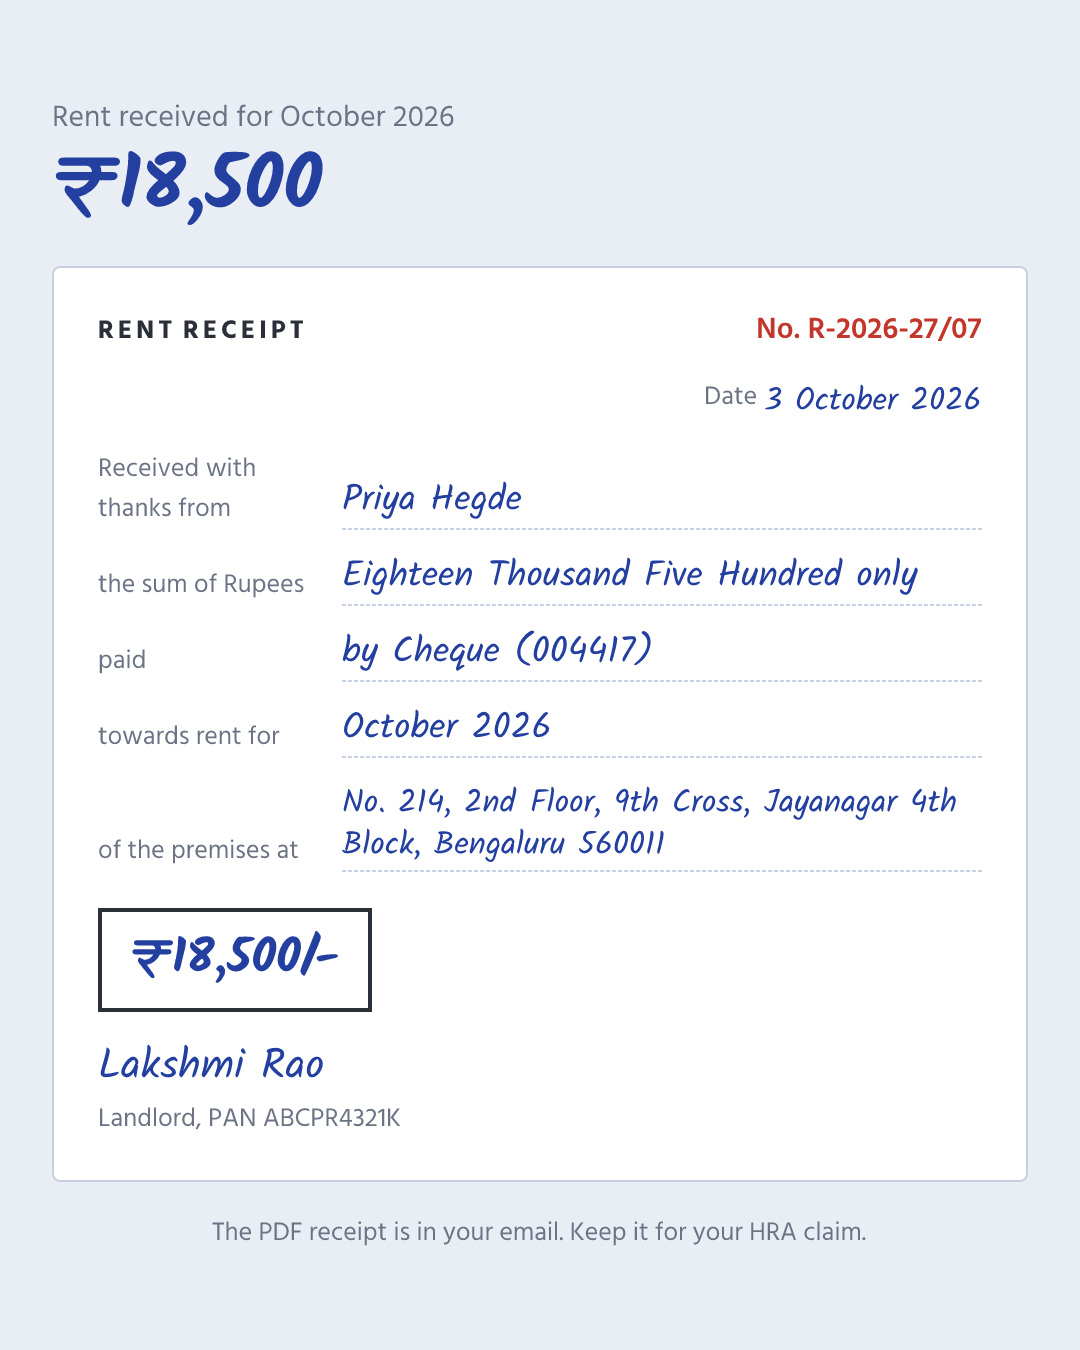 Rent received for October 2026
₹18,500
RENT RECEIPT
No. R-2026-27/07
Date 3 October 2026
Received with
thanks from
Priya Hegde
the sum of Rupees
Eighteen Thousand Five Hundred only
paid
by Cheque (004417)
towards rent for
October 2026
of the premises at
No. 214, 2nd Floor, 9th Cross, Jayanagar 4th
Block, Bengaluru 560011
₹18,500/-
Lakshmi Rao
Landlord, PAN ABCPR4321K
The PDF receipt is in your email. Keep it for your HRA claim.